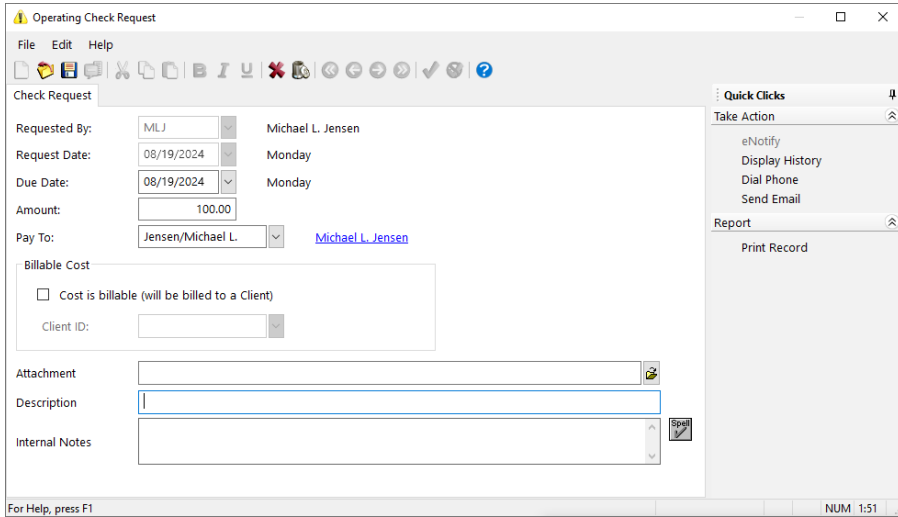 Operating Check Request
File Edit Help
B I U
Check Request
Requested By: MLJ Michael L. Jensen
Request Date: 08/19/2024 Monday
Due Date: 08/19/2024 Monday
Amount: 100.00
Pay To: Jensen/Michael L. Michael L. Jensen
Billable Cost
Cost is billable (will be billed to a Client)
Client ID:
Attachment
Description
Internal Notes
Spell
Quick Clicks
Take Action
eNotify
Display History
Dial Phone
Send Email
Report
Print Record
For Help, press F1 NUM 1:51